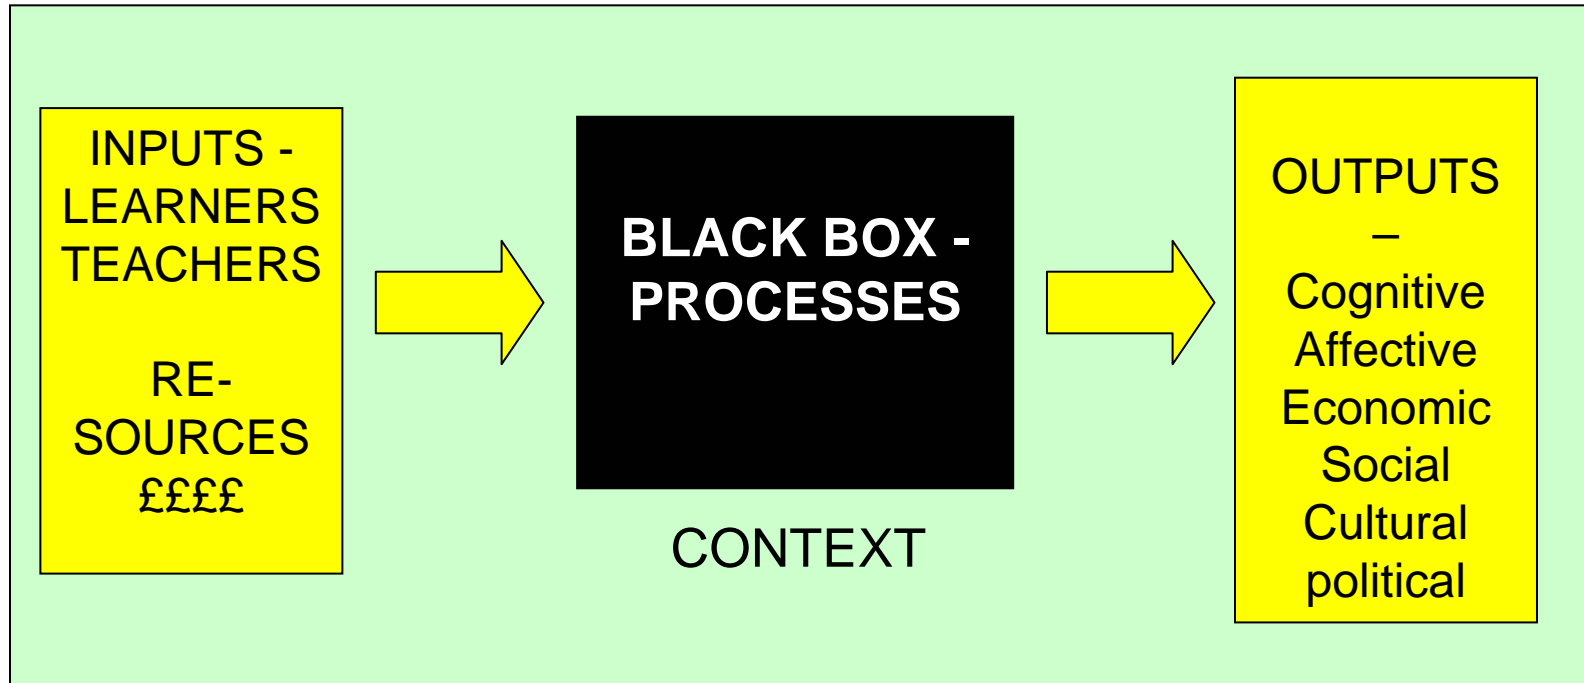 INPUTS -
LEARNERS
TEACHERS
RE-
SOURCES
££££
BLACK BOX -
PROCESSES
CONTEXT
OUTPUTS
–
Cognitive
Affective
Economic
Social
Cultural
political